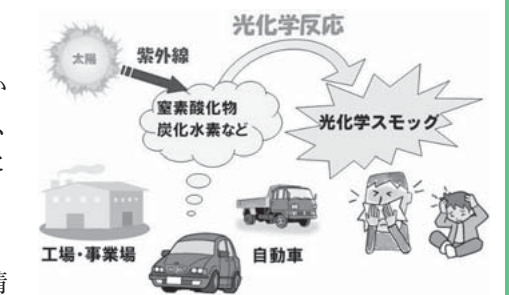 光化学反応
太陽
紫外線
窒素酸化物
炭化水素など
光化学スモッグ
工場・事業場
自動車